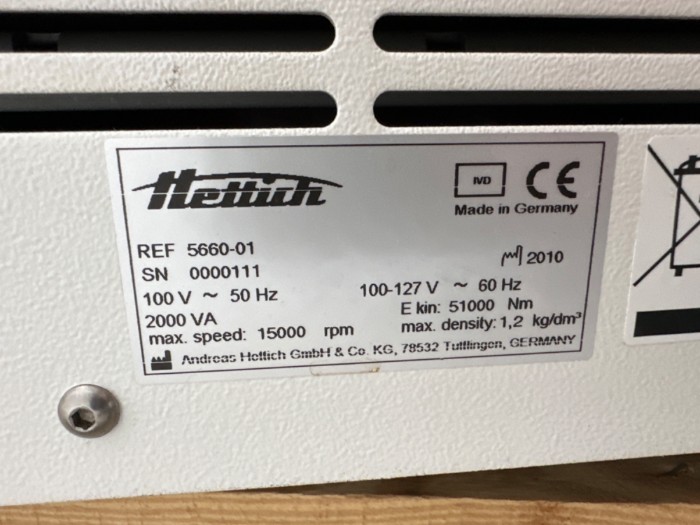 Hettich
IVD CE
Made in Germany
REF 5660-01
2010
SN 0000111
100 V ~ 50 Hz 100-127 V ~ 60 Hz
2000 VA E kin: 51000 Nm
max. speed: 15000 rpm max. density: 1,2 kg/dm³
Andreas Hettich GmbH & Co. KG, 78532 Tuttlingen, GERMANY